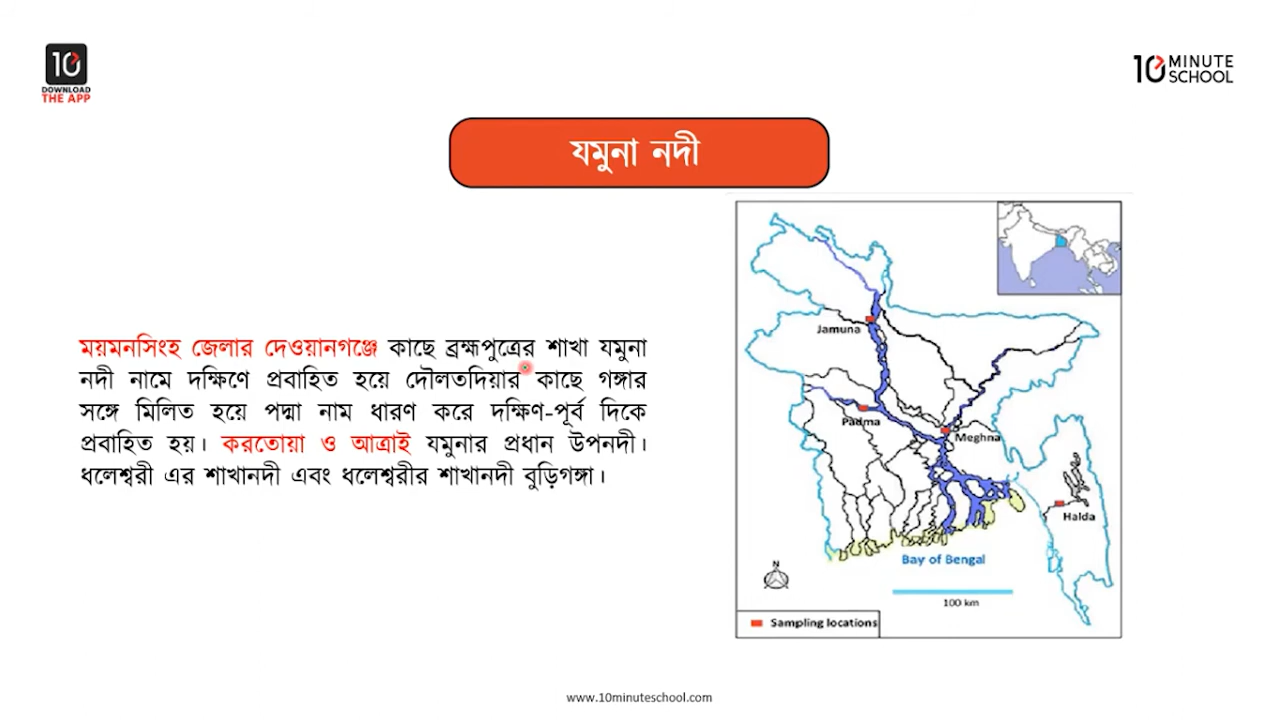 10
DOWNLOAD
THE APP
10 MINUTE
SCHOOL
যমুনা নদী
ময়মনসিংহ জেলার দেওয়ানগঞ্জে কাছে ব্রহ্মপুত্রের শাখা যমুনা
নদী নামে দক্ষিণে প্রবাহিত হয়ে দৌলতদিয়ার কাছে গঙ্গার
সঙ্গে মিলিত হয়ে পদ্মা নাম ধারণ করে দক্ষিণ-পূর্ব দিকে
প্রবাহিত হয়। করতোয়া ও আত্রাই যমুনার প্রধান উপনদী।
ধলেশ্বরী এর শাখানদী এবং ধলেশ্বরীর শাখানদী বুড়িগঙ্গা।
Jamuna
Padma
Meghna
Halda
Bay of Bengal
N
100 km
Sampling locations
www.10minuteschool.com